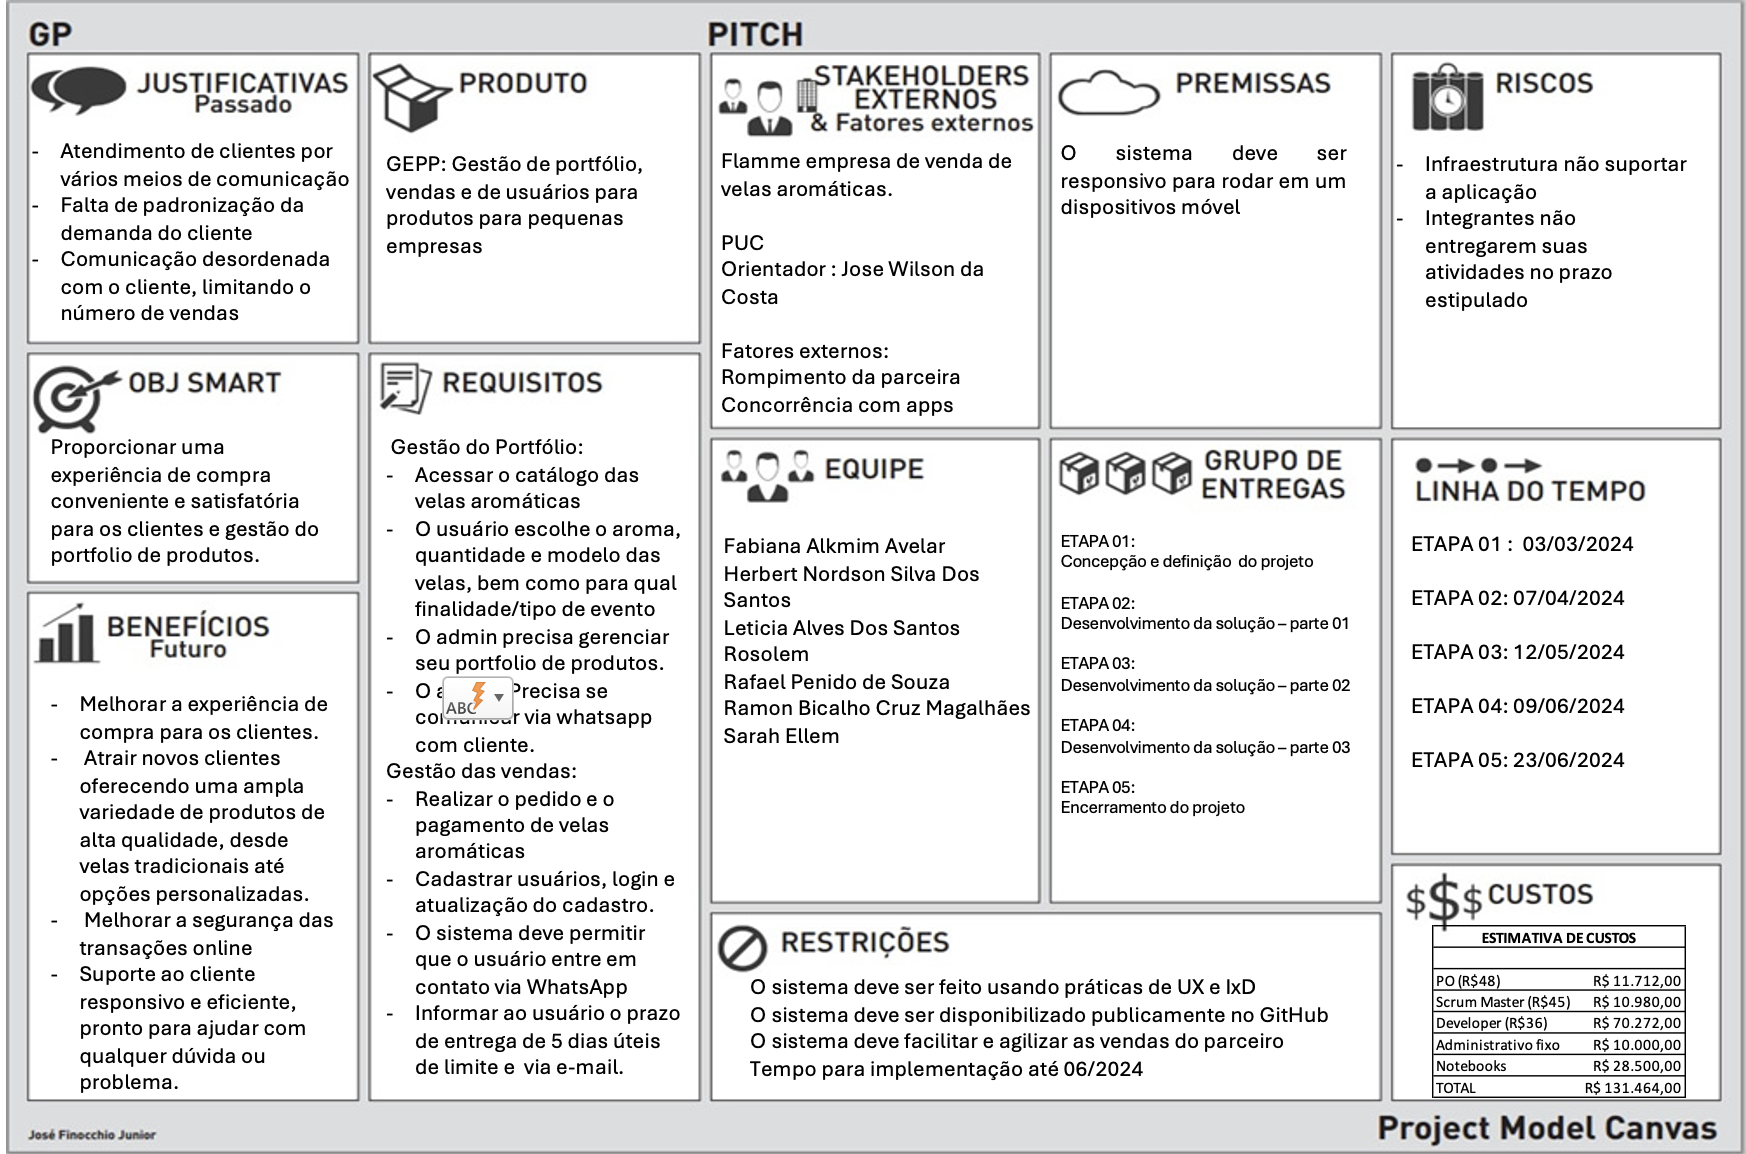 GP
PITCH
JUSTIFICATIVAS
Passado
- Atendimento de clientes por
vários meios de comunicação
- Falta de padronização da
demanda do cliente
- Comunicação desordenada
com o cliente, limitando o
número de vendas
PRODUTO
GEPP: Gestão de portfólio,
vendas e de usuários para
produtos para pequenas
empresas
STAKEHOLDERS
EXTERNOS
& Fatores externos
Flamme empresa de venda de
velas aromáticas.
PUC
Orientador : Jose Wilson da
Costa
Fatores externos:
Rompimento da parceira
Concorrência com apps
PREMISSAS
O sistema deve ser
responsivo para rodar em um
dispositivos móvel
RISCOS
- Infraestrutura não suportar
a aplicação
- Integrantes não
entregarem suas
atividades no prazo
estipulado
OBJ SMART
Proporcionar uma
experiência de compra
conveniente e satisfatória
para os clientes e gestão do
portfolio de produtos.
REQUISITOS
Gestão do Portfólio:
- Acessar o catálogo das
velas aromáticas
- O usuário escolhe o aroma,
quantidade e modelo das
velas, bem como para qual
finalidade/tipo de evento
- O admin precisa gerenciar
seu portfolio de produtos.
- O Precisa se
via whatsapp
com cliente.
ABC
Gestão das vendas:
- Realizar o pedido e o
pagamento de velas
aromáticas
- Cadastrar usuários, login e
atualização do cadastro.
- O sistema deve permitir
que o usuário entre em
contato via WhatsApp
- Informar ao usuário o prazo
de entrega de 5 dias úteis
de limite e via e-mail.
BENEFÍCIOS
Futuro
- Melhorar a experiência de
compra para os clientes.
- Atrair novos clientes
oferecendo uma ampla
variedade de produtos de
alta qualidade, desde
velas tradicionais até
opções personalizadas.
- Melhorar a segurança das
transações online
- Suporte ao cliente
responsivo e eficiente,
pronto para ajudar com
qualquer dúvida ou
problema.
EQUIPE
Fabiana Alkmim Avelar
Herbert Nordson Silva Dos
Santos
Leticia Alves Dos Santos
Rosolem
Rafael Penido de Souza
Ramon Bicalho Cruz Magalhães
Sarah Ellem
GRUPO DE
ENTREGAS
ETAPA 01:
Concepção e definição do projeto
ETAPA 02:
Desenvolvimento da solução – parte 01
ETAPA 03:
Desenvolvimento da solução – parte 02
ETAPA 04:
Desenvolvimento da solução – parte 03
ETAPA 05:
Encerramento do projeto
LINHA DO TEMPO
ETAPA 01 : 03/03/2024
ETAPA 02: 07/04/2024
ETAPA 03: 12/05/2024
ETAPA 04: 09/06/2024
ETAPA 05: 23/06/2024
RESTRIÇÕES
O sistema deve ser feito usando práticas de UX e IxD
O sistema deve ser disponibilizado publicamente no GitHub
O sistema deve facilitar e agilizar as vendas do parceiro
Tempo para implementação até 06/2024
$$$ CUSTOS
ESTIMATIVA DE CUSTOS
PO (R$48) R$ 11.712,00
Scrum Master (R$45) R$ 10.980,00
Developer (R$36) R$ 70.272,00
Administrativo fixo R$ 10.000,00
Notebooks R$ 28.500,00
TOTAL R$ 131.464,00
José Finocchio Junior
Project Model Canvas